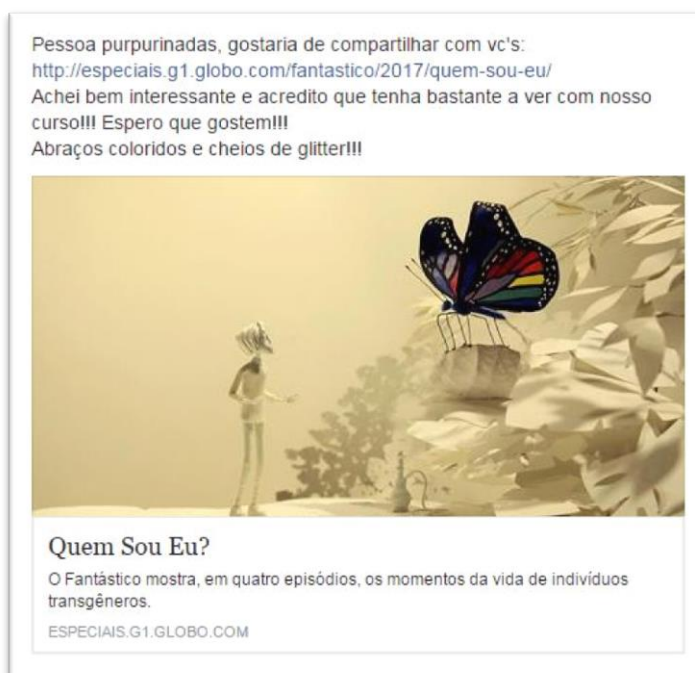 Pessoa purpurinadas, gostaria de compartilhar com vc's:
http://especiais.g1.globo.com/fantastico/2017/quem-sou-eu/
Achei bem interessante e acredito que tenha bastante a ver com nosso
curso!!! Espero que gostem!!!
Abraços coloridos e cheios de glitter!!!
Quem Sou Eu?
O Fantástico mostra, em quatro episódios, os momentos da vida de indivíduos
transgêneros.
ESPECIAIS.G1.GLOBO.COM